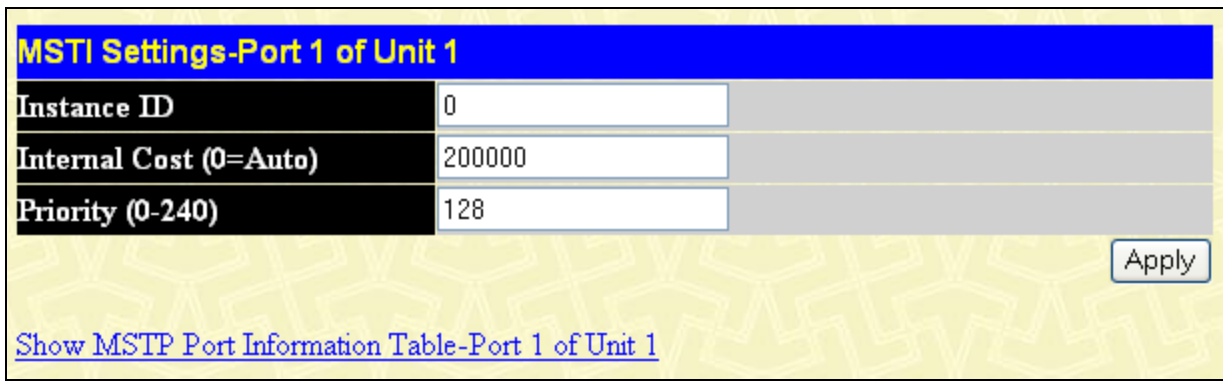 MSTI Settings-Port 1 of Unit 1
Instance ID 0
Internal Cost (0=Auto) 200000
Priority (0-240) 128
Apply
Show MSTP Port Information Table-Port 1 of Unit 1